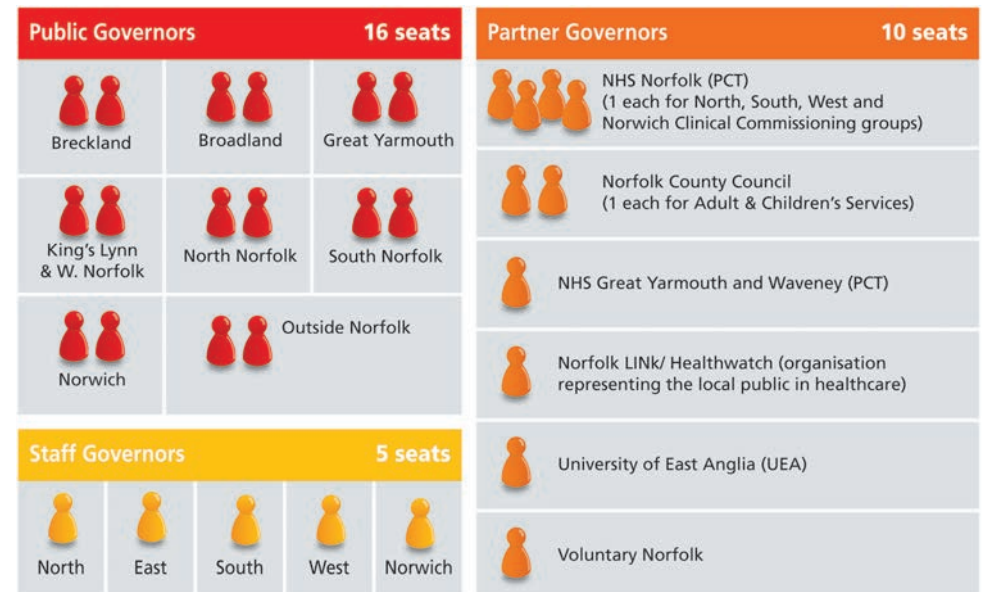 Public Governors 16 seats
Breckland
Broadland
Great Yarmouth
King's Lynn
& W. Norfolk
North Norfolk
South Norfolk
Norwich
Outside Norfolk
Staff Governors 5 seats
North
East
South
West
Norwich
Partner Governors 10 seats
NHS Norfolk (PCT)
(1 each for North, South, West and
Norwich Clinical Commissioning groups)
Norfolk County Council
(1 each for Adult & Children's Services)
NHS Great Yarmouth and Waveney (PCT)
Norfolk LINk/ Healthwatch (organisation
representing the local public in healthcare)
University of East Anglia (UEA)
Voluntary Norfolk